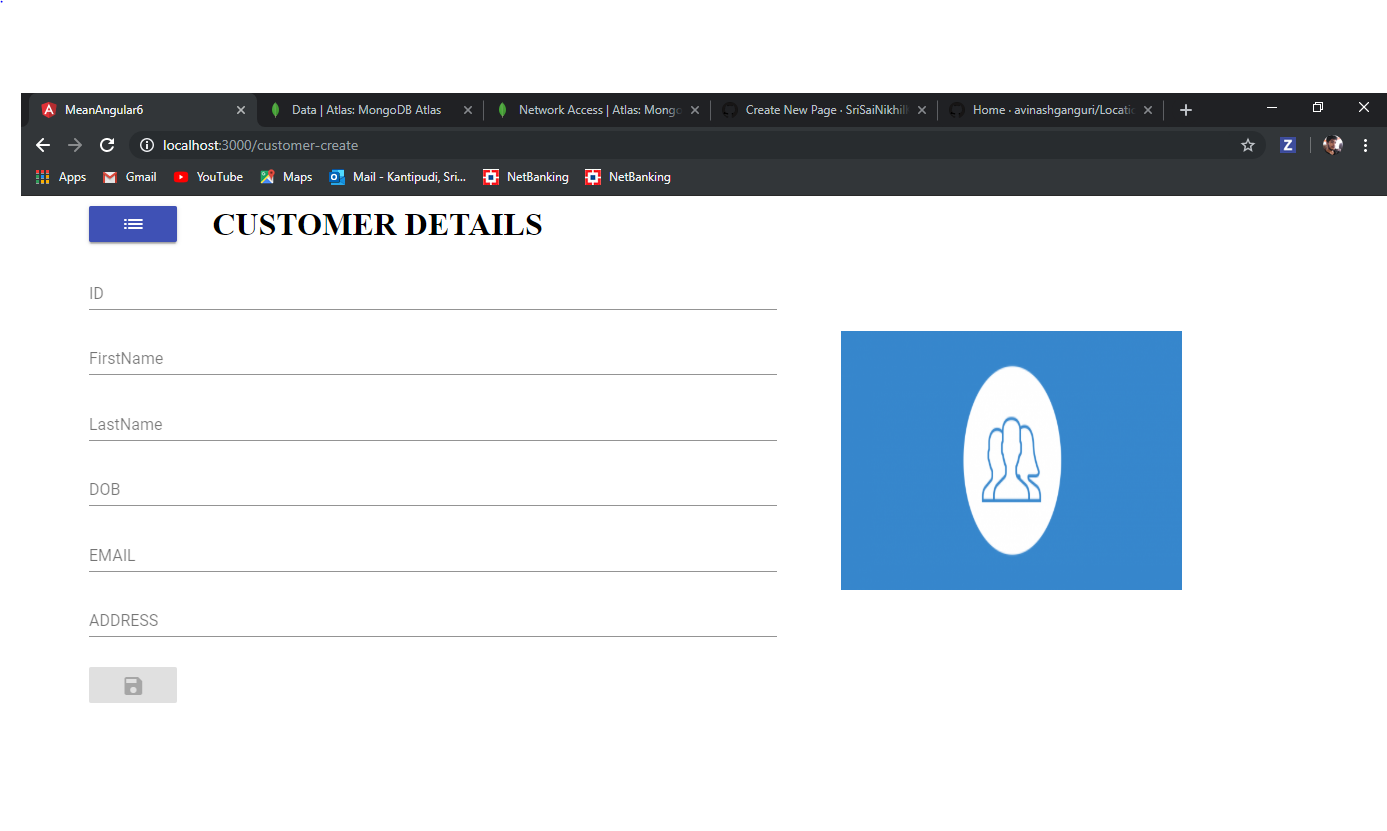 MeanAngular6
Data | Atlas: MongoDB Atlas
Network Access | Atlas: Mongo
Create New Page · SriSaiNikhil
Home · avinashganguri/Locatio
localhost:3000/customer-create
Apps
Gmail
YouTube
Maps
Mail - Kantipudi, Sri...
NetBanking
NetBanking
Z
CUSTOMER DETAILS
ID
FirstName
LastName
DOB
EMAIL
ADDRESS